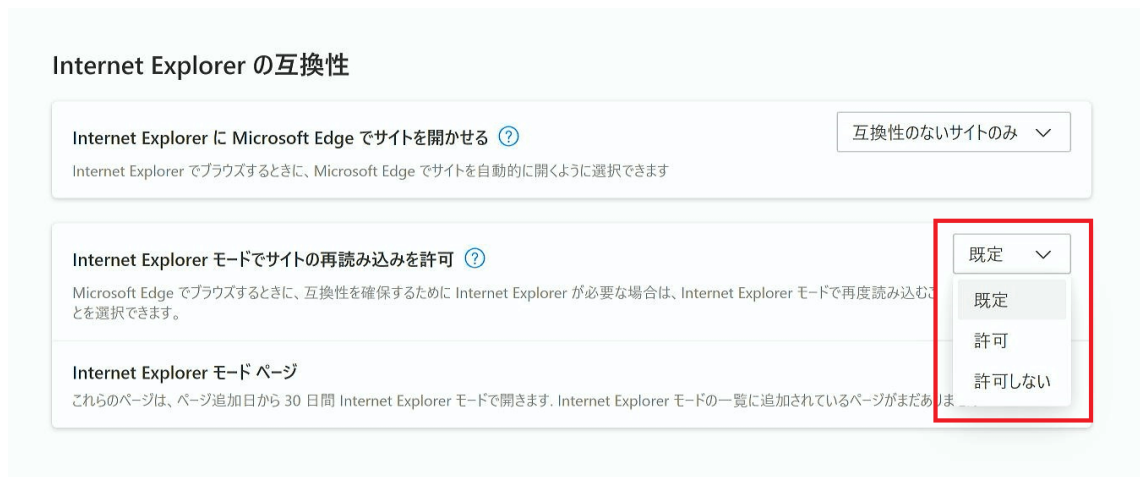 Internet Explorer の互換性
Internet Explorer に Microsoft Edge でサイトを開かせる ?
互換性のないサイトのみ
Internet Explorer でブラウズするときに、Microsoft Edge でサイトを自動的に開くように選択できます
Internet Explorer モードでサイトの再読み込みを許可 ?
既定
Microsoft Edge でブラウズするときに、互換性を確保するために Internet Explorer が必要な場合は、Internet Explorer モードで再度読み込むこ
とを選択できます。
既定
許可
許可しない
Internet Explorer モード ページ
これらのページは、ページ追加日から 30 日間 Internet Explorer モードで開きます. Internet Explorer モードの一覧に追加されているページがまだあり